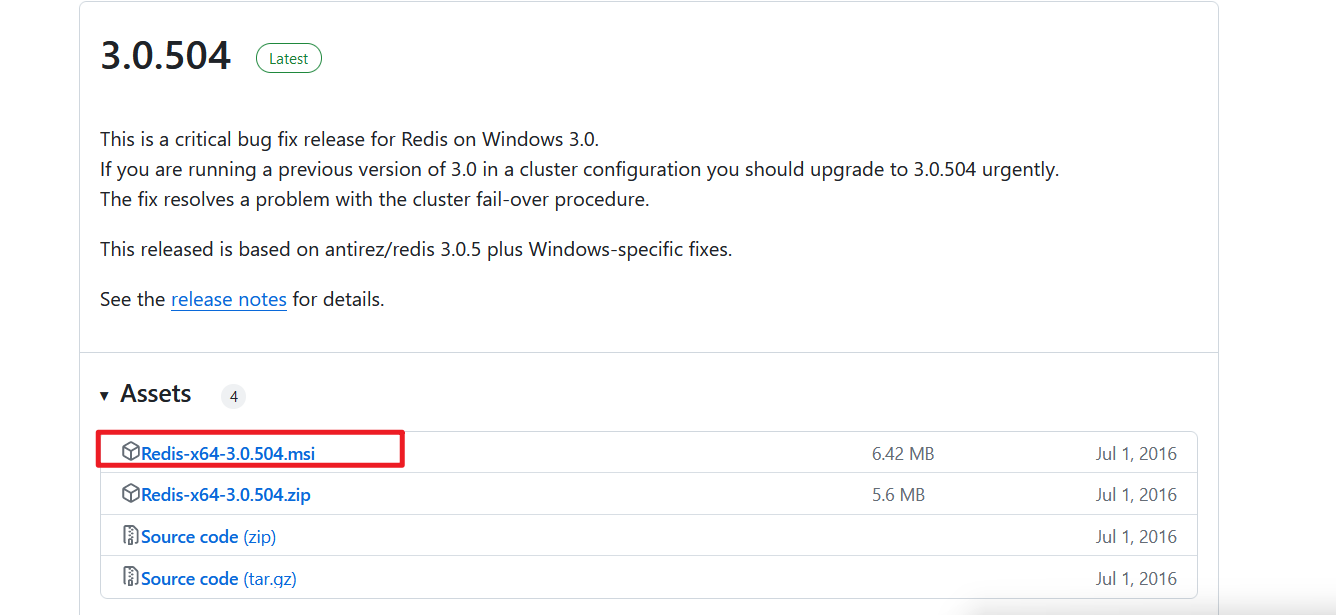 3.0.504 Latest
This is a critical bug fix release for Redis on Windows 3.0.
If you are running a previous version of 3.0 in a cluster configuration you should upgrade to 3.0.504 urgently.
The fix resolves a problem with the cluster fail-over procedure.
This released is based on antirez/redis 3.0.5 plus Windows-specific fixes.
See the release notes for details.
Assets 4
Redis-x64-3.0.504.msi 6.42 MB Jul 1, 2016
Redis-x64-3.0.504.zip 5.6 MB Jul 1, 2016
Source code (zip) Jul 1, 2016
Source code (tar.gz) Jul 1, 2016